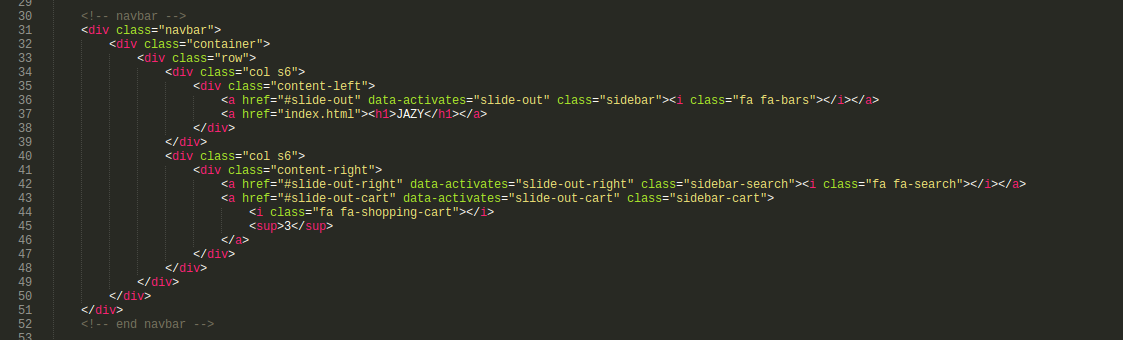 29
30 <!-- navbar -->
31 <div class="navbar">
32 <div class="container">
33 <div class="row">
34 <div class="col s6">
35 <div class="content-left">
36 <a href="#slide-out" data-activates="slide-out" class="sidebar"><i class="fa fa-bars"></i></a>
37 <a href="index.html"><h1>JAZY</h1></a>
38 </div>
39 </div>
40 <div class="col s6">
41 <div class="content-right">
42 <a href="#slide-out-right" data-activates="slide-out-right" class="sidebar-search"><i class="fa fa-search"></i></a>
43 <a href="#slide-out-cart" data-activates="slide-out-cart" class="sidebar-cart">
44 <i class="fa fa-shopping-cart"></i>
45 <sup>3</sup>
46 </a>
47 </div>
48 </div>
49 </div>
50 </div>
51 </div>
52 <!-- end navbar -->
53